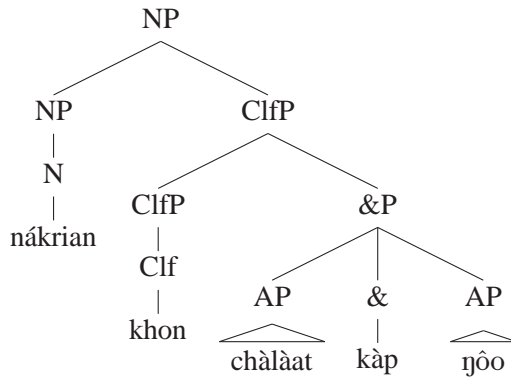 NP
NP ClfP
N ClfP &P
nákrian Clf AP & AP
khon chàlàat kàp ŋôo